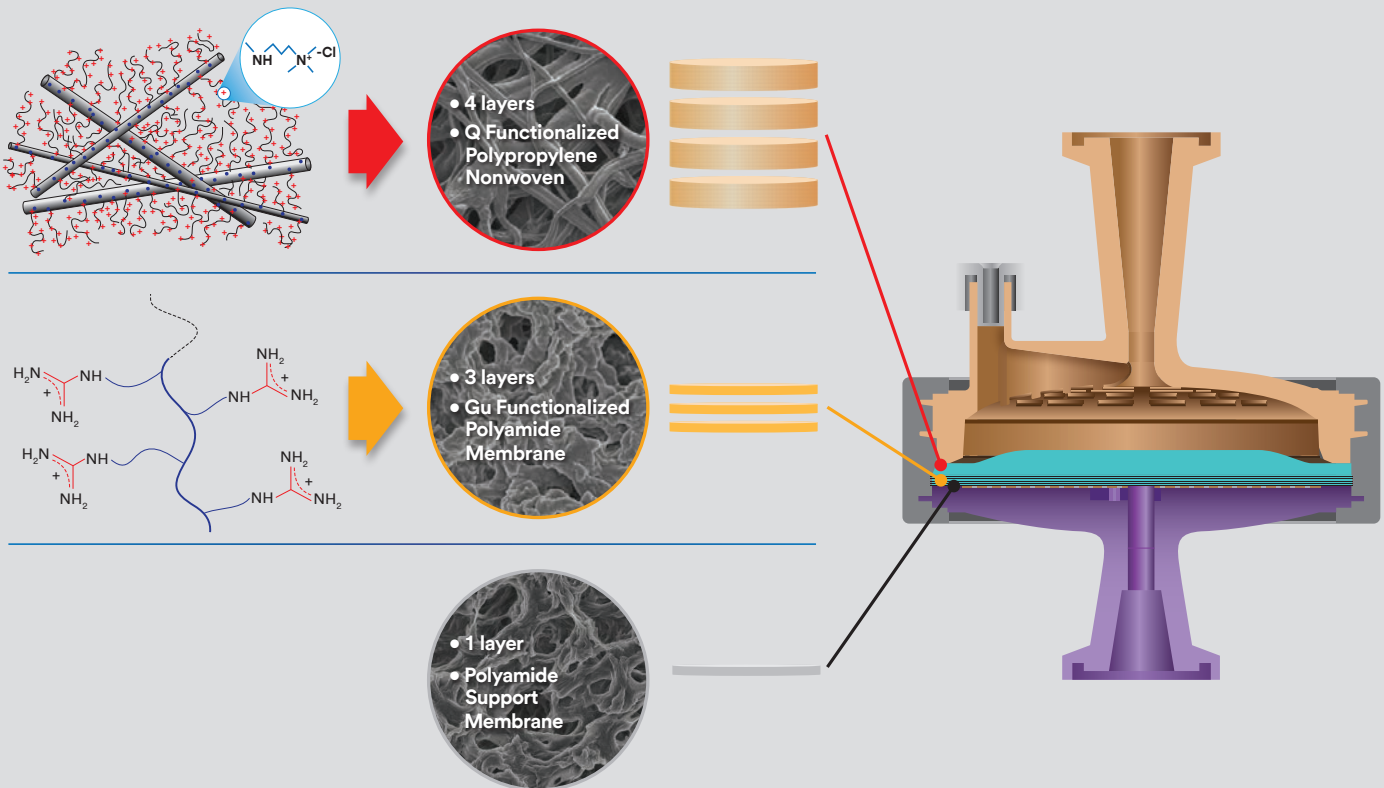 NH
N+
-Cl
+
• 4 layers
• Q Functionalized
Polypropylene
Nonwoven
H2N
NH
+
NH2
NH2
+
NH
NH2
H2N
NH
+
NH2
NH2
+
NH
NH2
• 3 layers
• Gu Functionalized
Polyamide
Membrane
• 1 layer
• Polyamide
Support
Membrane